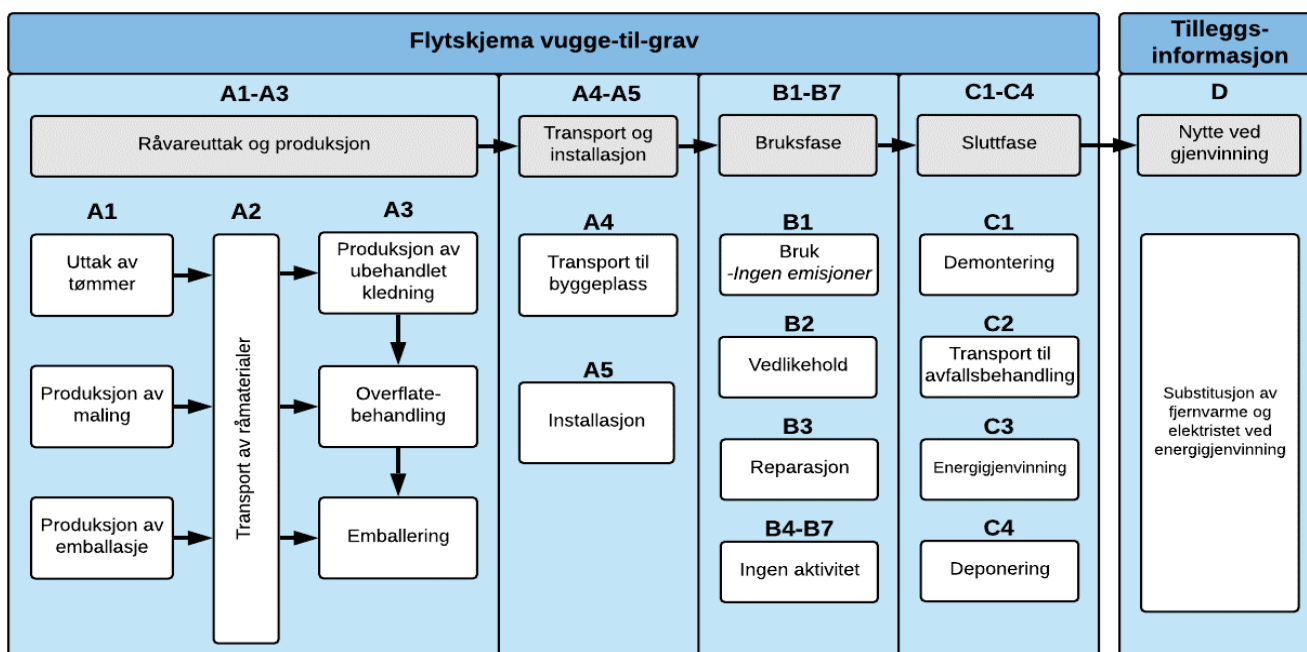 Flytskjema vugge-til-grav
Tilleggs-
informasjon
A1-A3
Råvareuttak og produksjon
A1
A2
A3
Uttak av
tømmer
Produksjon av
maling
Produksjon av
emballasje
Transport av råmaterialer
Produksjon av
ubehandlet
kledning
Overflate-
behandling
Emballering
A4-A5
Transport og
installasjon
A4
Transport til
byggeplass
A5
Installasjon
B1-B7
Bruksfase
B1
Bruk
-Ingen emisjoner
B2
Vedlikehold
B3
Reparasjon
B4-B7
Ingen aktivitet
C1-C4
Sluttfase
C1
Demontering
C2
Transport til
avfallsbehandling
C3
Energigjenvinning
C4
Deponering
D
Nytte ved
gjenvinning
Substitusjon av
fjernvarme og
elektristet ved
energigjenvinning